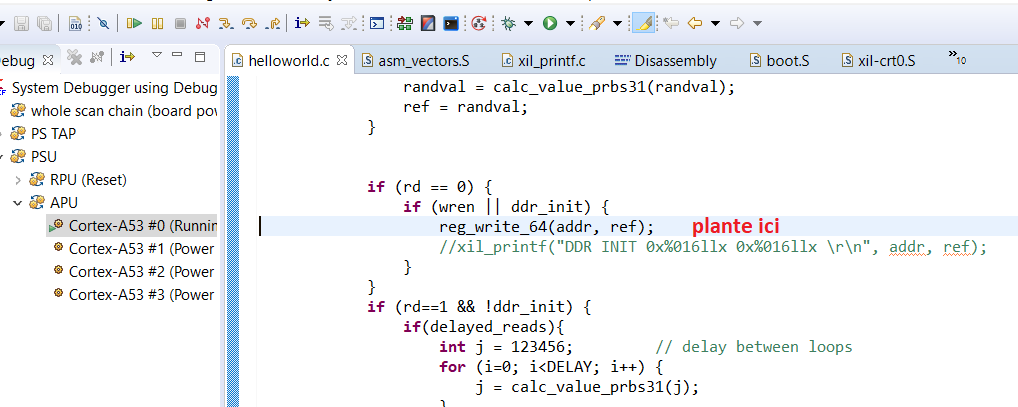 ebug
helloworld.c
asm_vectors.S
xil_printf.c
Disassembly
boot.S
xil-crt0.S
»10
System Debugger using Debug
whole scan chain (board pov
PS TAP
PSU
RPU (Reset)
APU
Cortex-A53 #0 (Runnin
Cortex-A53 #1 (Power
Cortex-A53 #2 (Power
Cortex-A53 #3 (Power
randval = calc_value_prbs31(randval);
ref = randval;
}
if (rd == 0) {
if (wren || ddr_init) {
reg_write_64(addr, ref); plante ici
//xil_printf("DDR INIT 0x%016llx 0x%016llx \r\n", addr, ref);
}
}
if (rd==1 && !ddr_init) {
if(delayed_reads){
int j = 123456; // delay between loops
for (i=0; i<DELAY; i++) {
j = calc_value_prbs31(j);
}